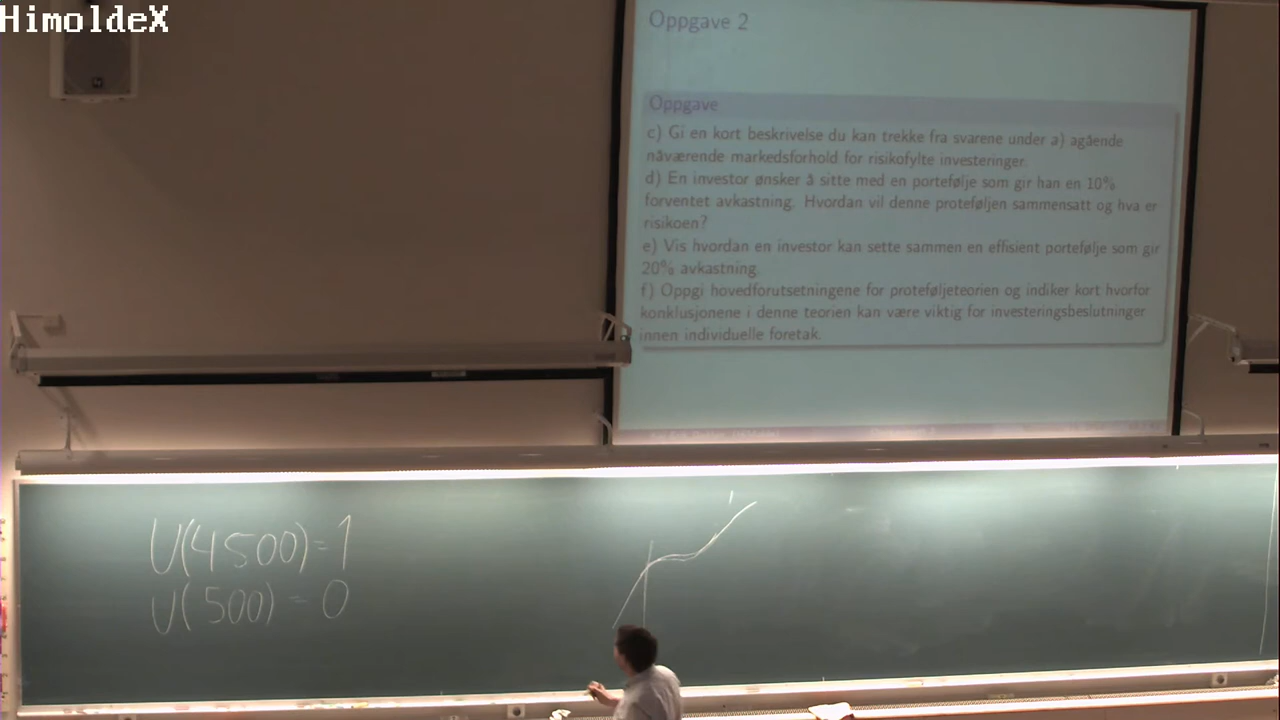 HimoldeX
Oppgave 2
Oppgave
c) Gi en kort beskrivelse du kan trekke fra svarene under a) agående
nåværende markedsforhold for risikofylte investeringer.
d) En investor ønsker å sitte med en portefølje som gir han en 10%
forventet avkastning. Hvordan vil denne proteføljen sammensatt og hva er
risikoen?
e) Vis hvordan en investor kan sette sammen en effisient portefølje som gir
20% avkastning.
f) Oppgi hovedforutsetningene for proteføljeteorien og indiker kort hvorfor
konklusjonene i denne teorien kan være viktig for investeringsbeslutninger
innen individuelle foretak.
U(4500)=1
U(500) = 0